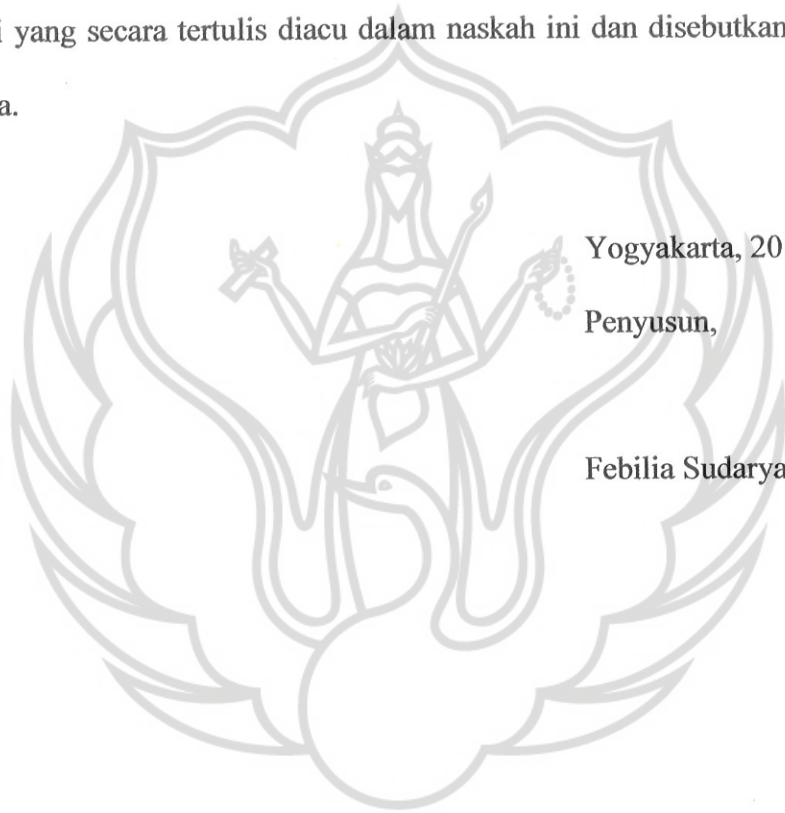 i yang secara tertulis diacu dalam naskah ini dan disebutkan
a.
Yogyakarta, 20
Penyusun,
Febilia Sudarya